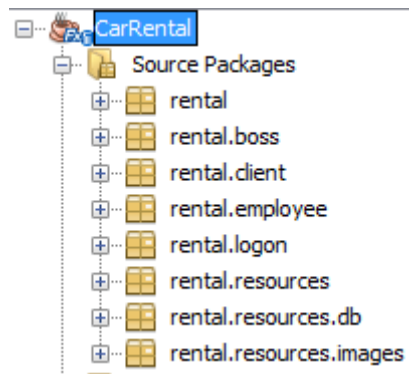 CarRental
Source Packages
rental
rental.boss
rental.client
rental.employee
rental.logon
rental.resources
rental.resources.db
rental.resources.images